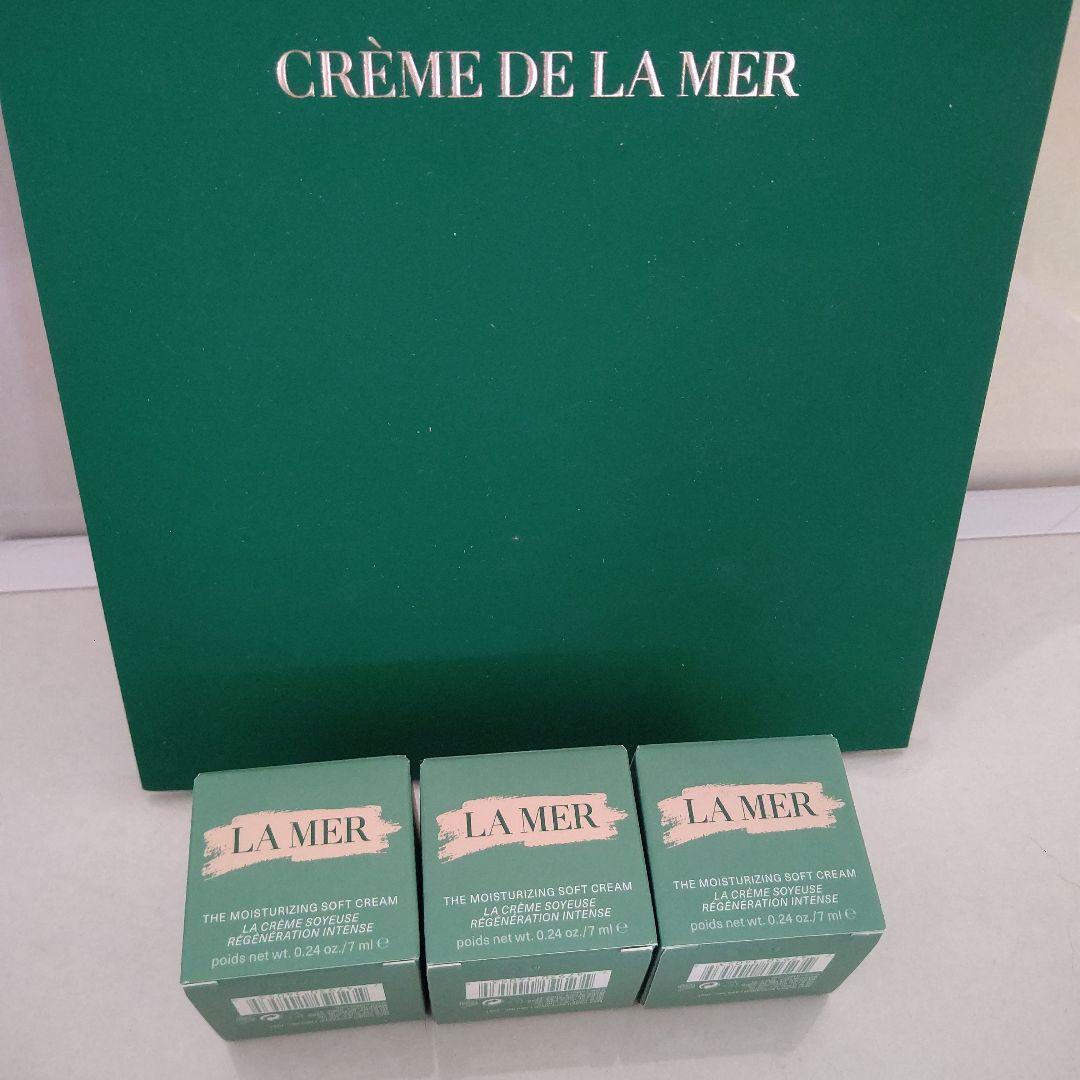 CRÈME DE LA MER
LA MER
THE MOISTURIZING SOFT CREAM
LA CRÈME SOYEUSE
RÉGÉNÉRATION INTENSE
poids net wt. 0.24 oz./7 ml ℮
LA MER
THE MOISTURIZING SOFT CREAM
LA CRÈME SOYEUSE
RÉGÉNÉRATION INTENSE
poids net wt. 0.24 oz./7 ml ℮
LA MER
THE MOISTURIZING SOFT CREAM
LA CRÈME SOYEUSE
RÉGÉNÉRATION INTENSE
poids net wt. 0.24 oz./7 ml ℮